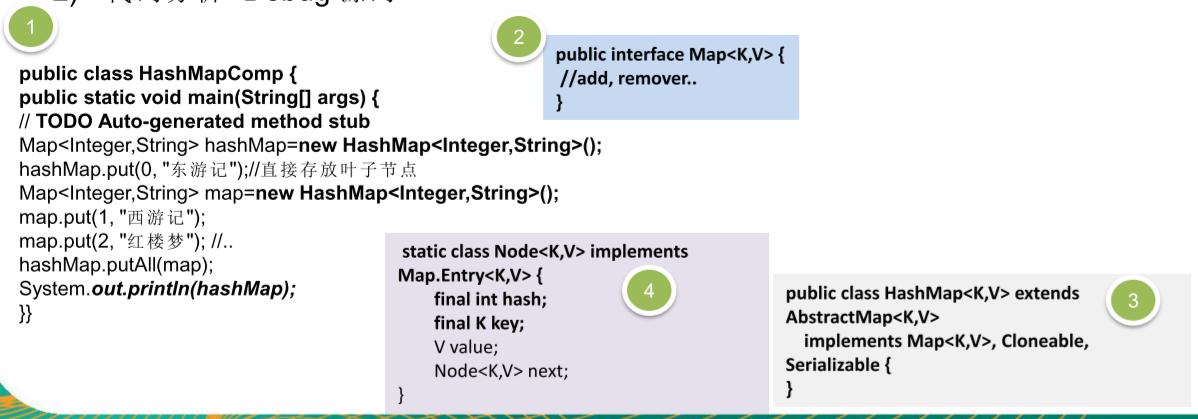 1
public class HashMapComp {
public static void main(String[] args) {
// TODO Auto-generated method stub
Map<Integer,String> hashMap=new HashMap<Integer,String>();
hashMap.put(0, "东游记");//直接存放叶子节点
Map<Integer,String> map=new HashMap<Integer,String>();
map.put(1, "西游记");
map.put(2, "红楼梦"); //..
hashMap.putAll(map);
System.out.println(hashMap);
}}
2
public interface Map<K,V> {
//add, remover..
}
3
public class HashMap<K,V> extends
AbstractMap<K,V>
implements Map<K,V>, Cloneable,
Serializable {
}
4
static class Node<K,V> implements
Map.Entry<K,V> {
final int hash;
final K key;
V value;
Node<K,V> next;
}